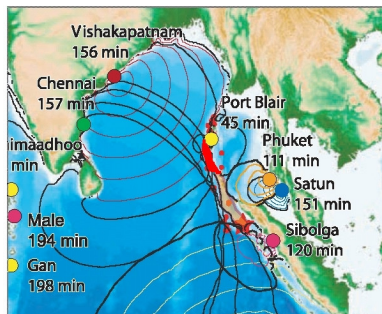 Vishakapatnam
156 min
Chennai
157 min
Port Blair
45 min
Phuket
111 min
imaadhoo
min
Satun
151 min
Male
194 min
Sibolga
120 min
Gan
198 min